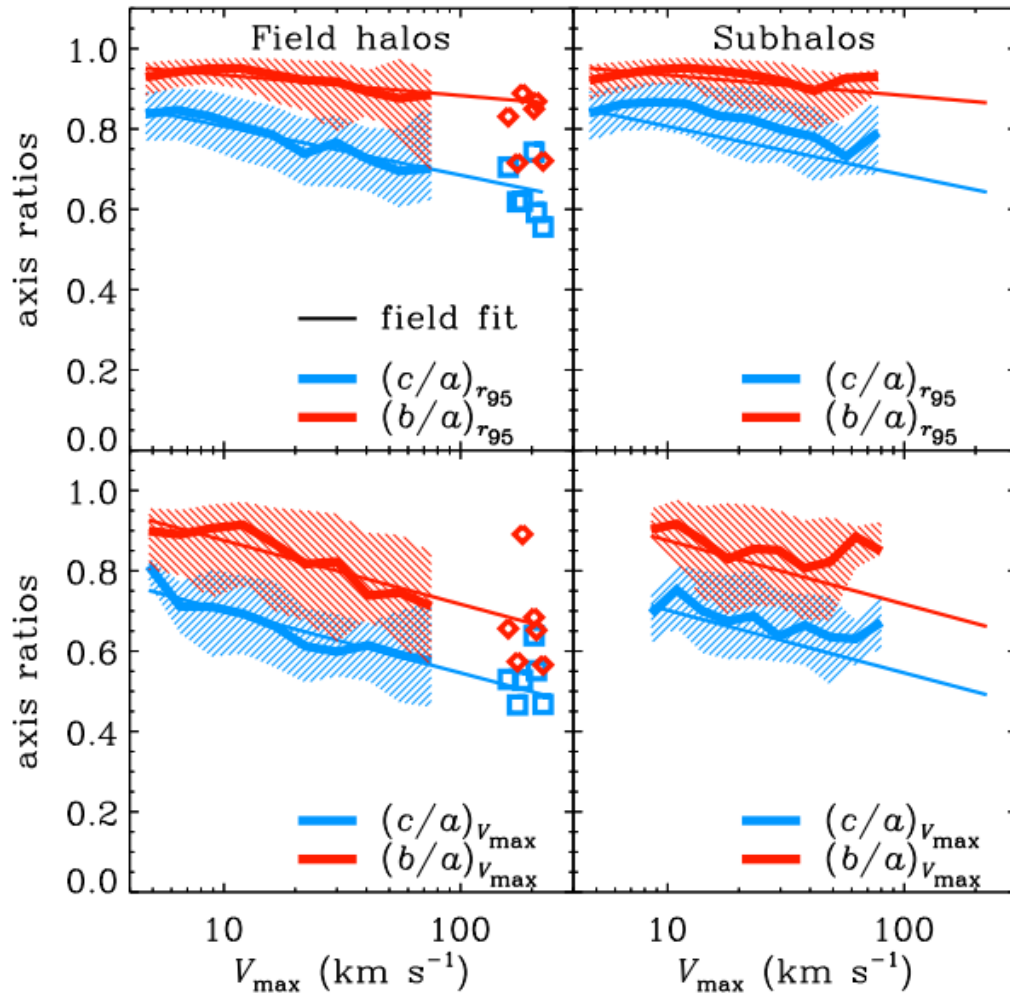 Field halos
Subhalos
axis ratios
1.0
0.8
0.6
0.4
0.2
0.0
field fit
(c/a)r95
(b/a)r95
(c/a)r95
(b/a)r95
axis ratios
1.0
0.8
0.6
0.4
0.2
0.0
(c/a)Vmax
(b/a)Vmax
(c/a)Vmax
(b/a)Vmax
10
100
10
100
Vmax (km s⁻¹)
Vmax (km s⁻¹)